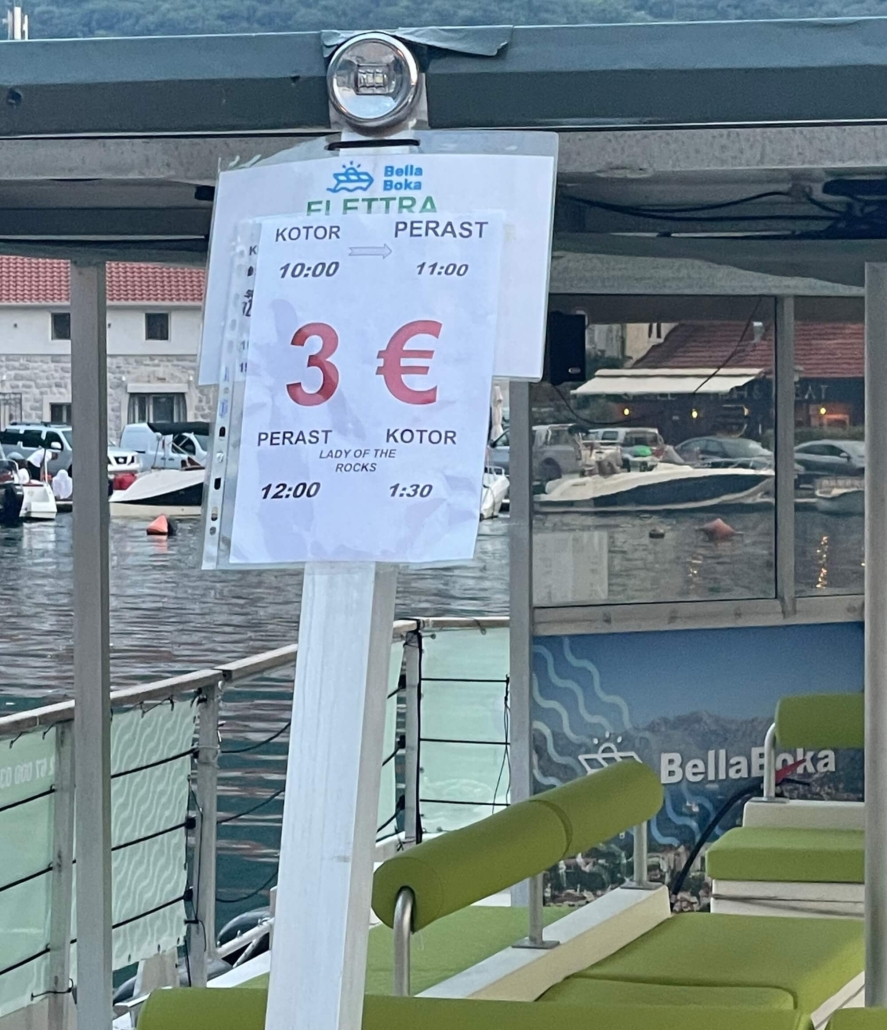 Bella
Boka
ELETTRA
KOTOR PERAST
10:00 11:00
3 €
PERAST KOTOR
LADY OF THE
ROCKS
12:00 1:30
BellaBoka